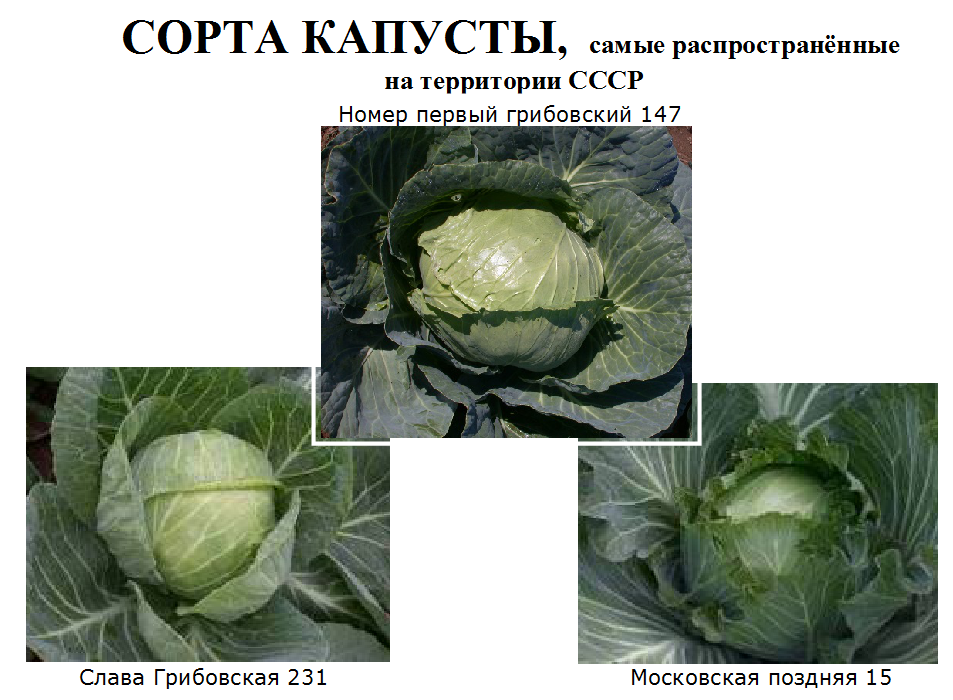 СОРТА КАПУСТЫ, самые распространённые
на территории СССР
Номер первый грибовский 147
Слава Грибовская 231
Московская поздняя 15